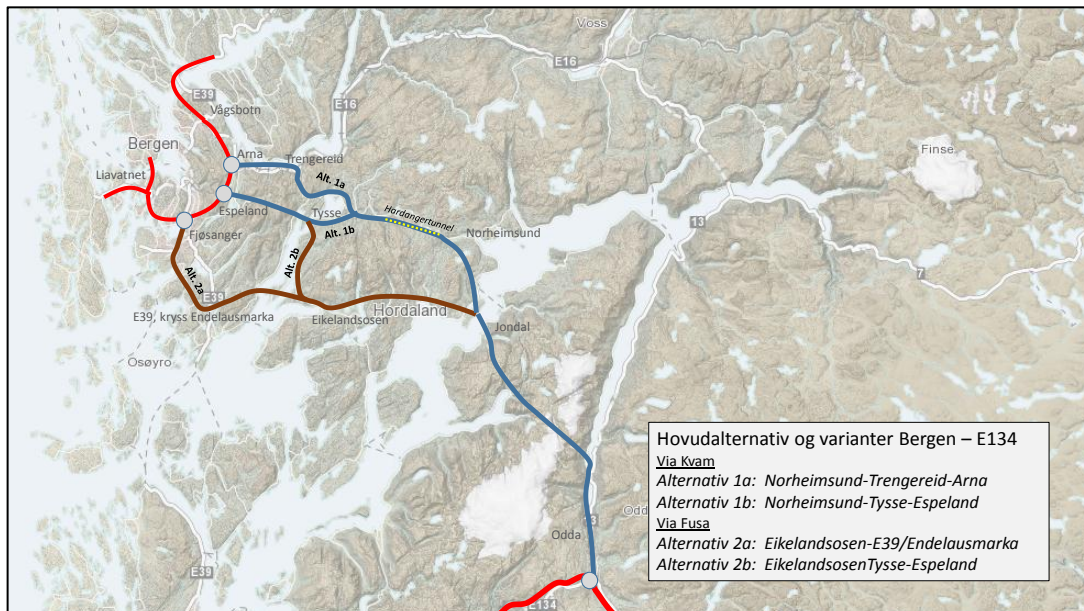 Voss
E16
E39
Vågsbotn
E16
Bergen
Arna
Trengereid
Finse
Liavatnet
Alt. 1a
Espeland
Tysse
Hardangertunnel
13
Alt. 1b
Norheimsund
Fjøsanger
Alt. 2b
7
Alt. 2a
E39
Hordaland
E39, kryss Endelausmarka
Eikelandsosen
Jondal
Osøyro
Hovudalternativ og varianter Bergen – E134
Via Kvam
Alternativ 1a: Norheimsund-Trengereid-Arna
Alternativ 1b: Norheimsund-Tysse-Espeland
Via Fusa
Alternativ 2a: Eikelandsosen-E39/Endelausmarka
Alternativ 2b: EikelandsosenTysse-Espeland
Odd
Odda
E39
E134